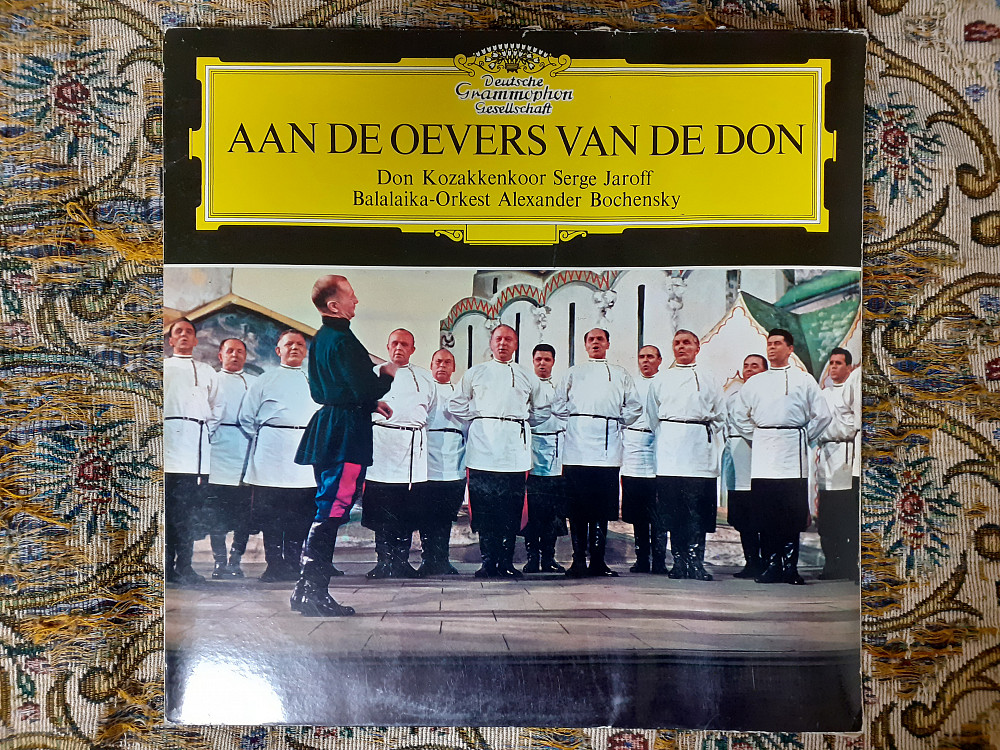 Deutsche
Grammophon
Gesellschaft
AAN DE OEVERS VAN DE DON
Don Kozakkenkoor Serge Jaroff
Balalaika-Orkest Alexander Bochensky